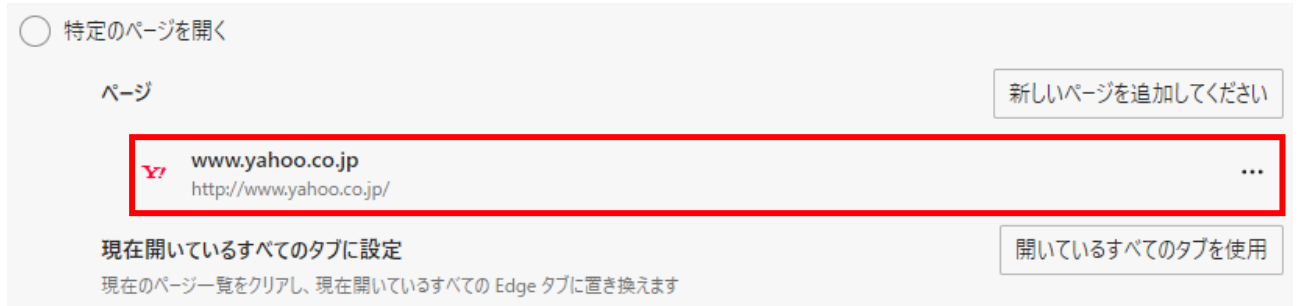 特定のページを開く
ページ
新しいページを追加してください
Y!
www.yahoo.co.jp
...
http://www.yahoo.co.jp/
現在開いているすべてのタブに設定
開いているすべてのタブを使用
現在のページ一覧をクリアし、現在開いているすべての Edge タブに置き換えます